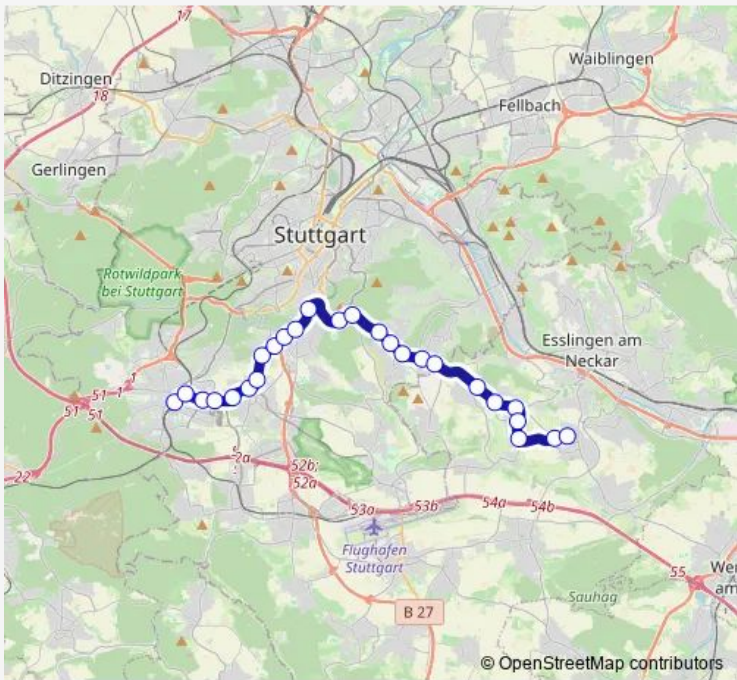 17
Waiblingen
Ditzingen
18
Fellbach
Gerlingen
Stuttgart
Rotwildpark
bei Stuttgart
Esslingen am
Neckar
51 1 1
51
51
22
52b;
52a
53a
53b
54a
54b
Flughafen
Stuttgart
55
Sauhag
B 27
© OpenStreetMap contributors